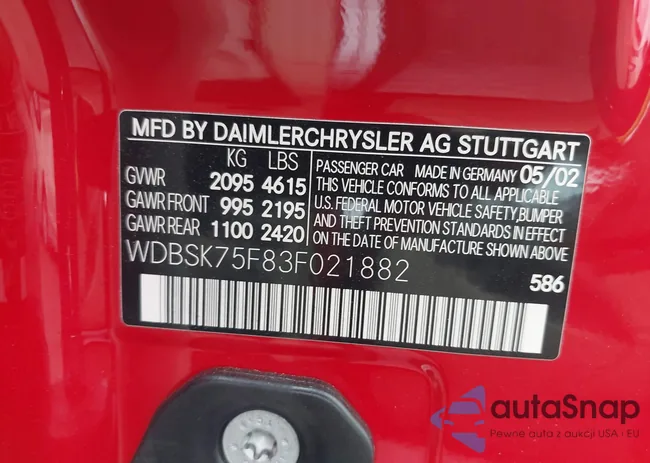 MFD BY DAIMLERCHRYSLER AG STUTTGART
KG LBS
GVWR 2095 4615
GAWR FRONT 995 2195
GAWR REAR 1100 2420
PASSENGER CAR MADE IN GERMANY 05/02
THIS VEHICLE CONFORMS TO ALL APPLICABLE
U.S. FEDERAL MOTOR VEHICLE SAFETY, BUMPER
AND THEFT PREVENTION STANDARDS IN EFFECT
ON THE DATE OF MANUFACTURE SHOWN ABOVE
WDBSK75F83F021882
586
autaSnap
Pewne auta z aukcji USA i EU